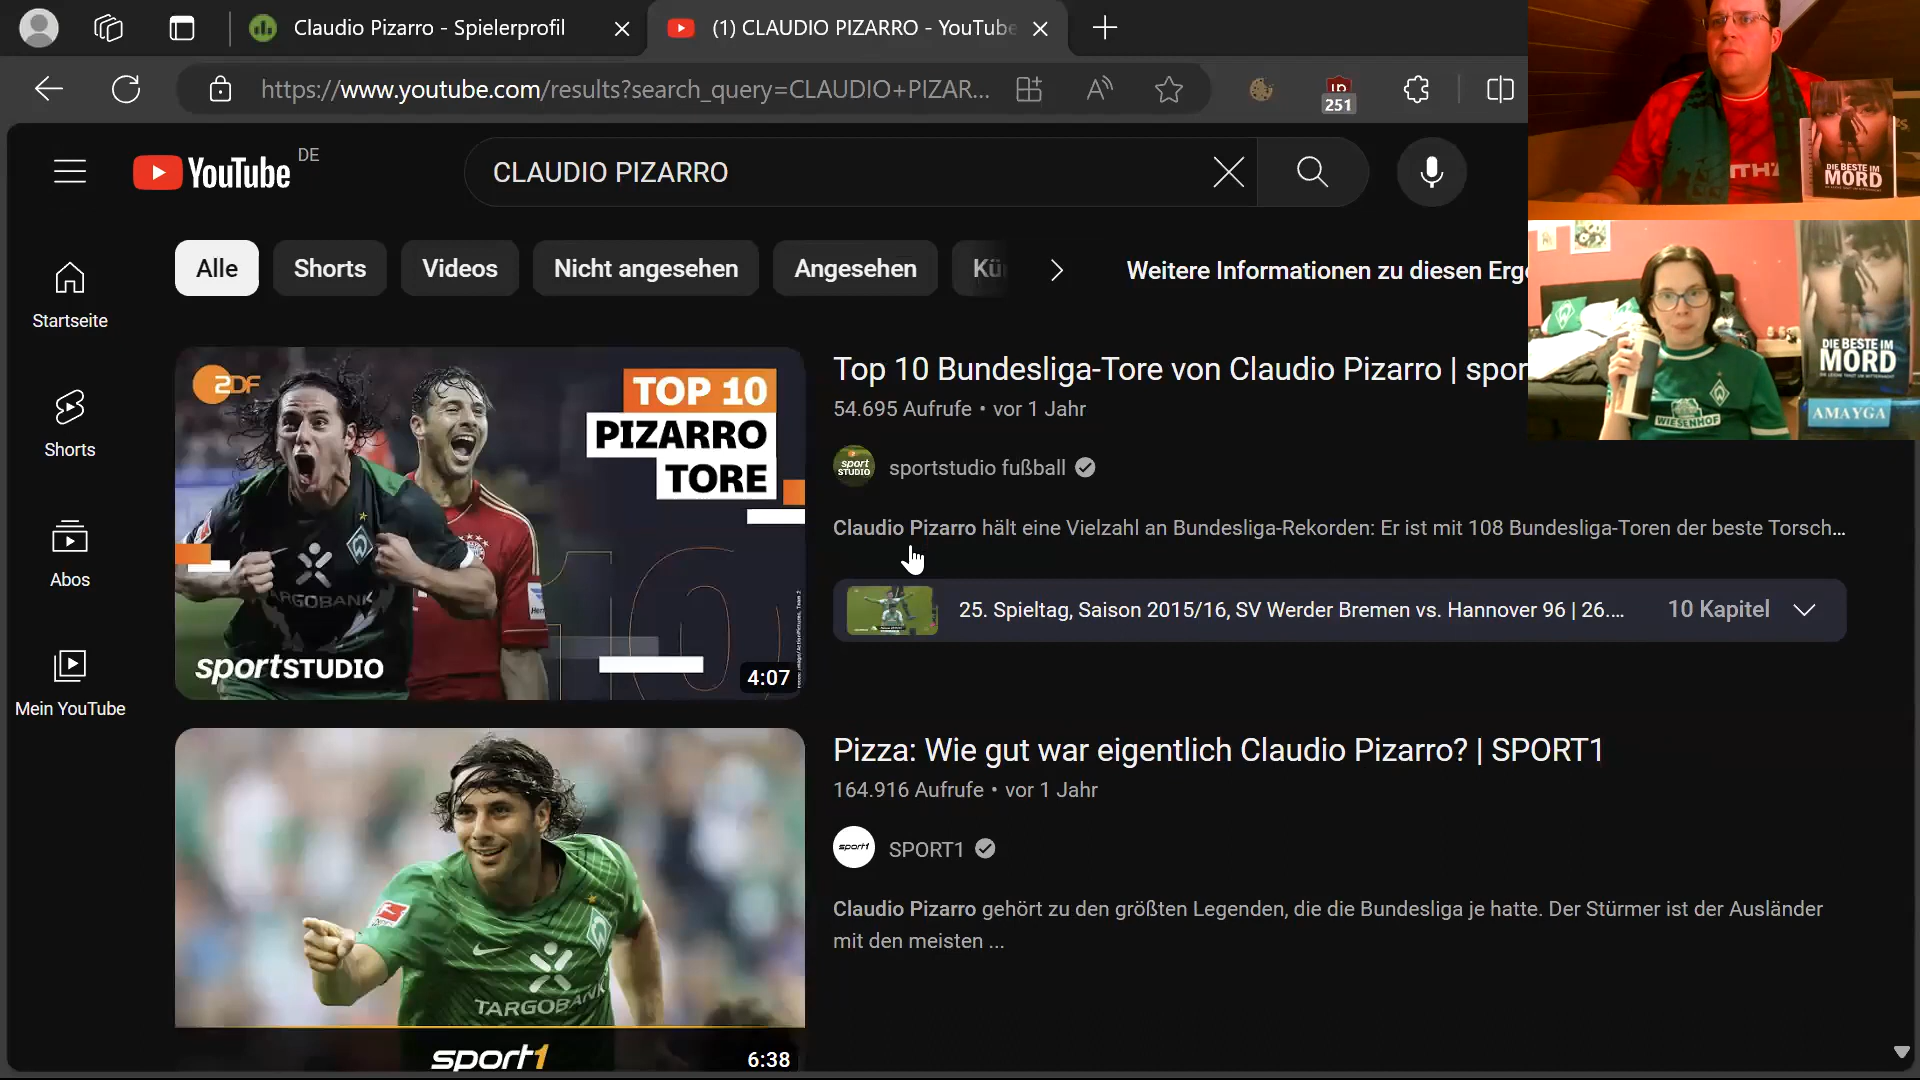 Claudio Pizarro - Spielerprofil
(1) CLAUDIO PIZARRO - YouTube
https://www.youtube.com/results?search_query=CLAUDIO+PIZAR...
251
YouTube DE
CLAUDIO PIZARRO
Alle
Shorts
Videos
Nicht angesehen
Angesehen
Kü
Weitere Informationen zu diesen Erge
Startseite
Shorts
Abos
Mein YouTube
ZDF
TOP 10
PIZARRO
TORE
TARGOBANK
sportSTUDIO
4:07
Top 10 Bundesliga-Tore von Claudio Pizarro | spor
54.695 Aufrufe • vor 1 Jahr
sport STUDIO
sportstudio fußball
Claudio Pizarro hält eine Vielzahl an Bundesliga-Rekorden: Er ist mit 108 Bundesliga-Toren der beste Torsch...
25. Spieltag, Saison 2015/16, SV Werder Bremen vs. Hannover 96 | 26....
10 Kapitel
TARGOBANK
sport1
6:38
Pizza: Wie gut war eigentlich Claudio Pizarro? | SPORT1
164.916 Aufrufe • vor 1 Jahr
sport1
SPORT1
Claudio Pizarro gehört zu den größten Legenden, die die Bundesliga je hatte. Der Stürmer ist der Ausländer
mit den meisten ...
DIE BESTE IM
MORD
WIESENHOF
DIE BESTE IM
MORD
AMAYGA